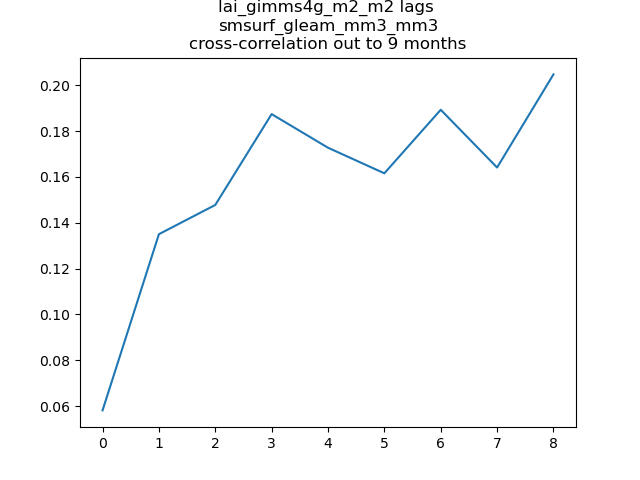 lai_gimms4g_m2_m2 lags
smsurf_gleam_mm3_mm3
cross-correlation out to 9 months
0.20
0.18
0.16
0.14
0.12
0.10
0.08
0.06
0 1 2 3 4 5 6 7 8